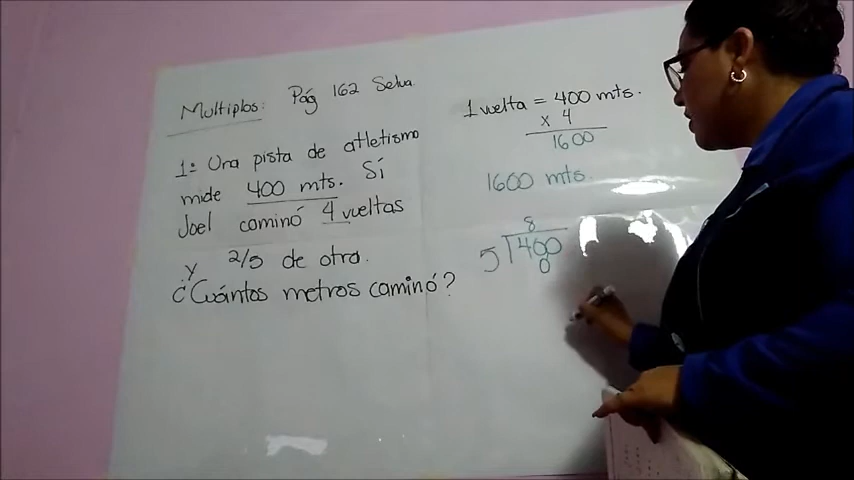 Multiplos: Pág 162 Selva
1= Una pista de atletismo
mide 400 mts. Sí
Joel caminó 4 vueltas
y 2/5 de otra.
¿Cuántos metros caminó?
1 vuelta = 400 mts.
x 4
1600
1600 mts.
8
5 400
0